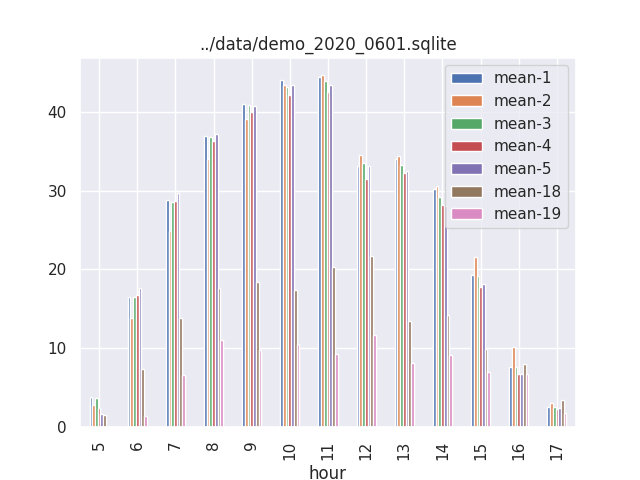 ../data/demo_2020_0601.sqlite
mean-1
mean-2
mean-3
mean-4
mean-5
mean-18
mean-19
40
30
20
10
0
5 6 7 8 9 10 11 12 13 14 15 16 17
hour